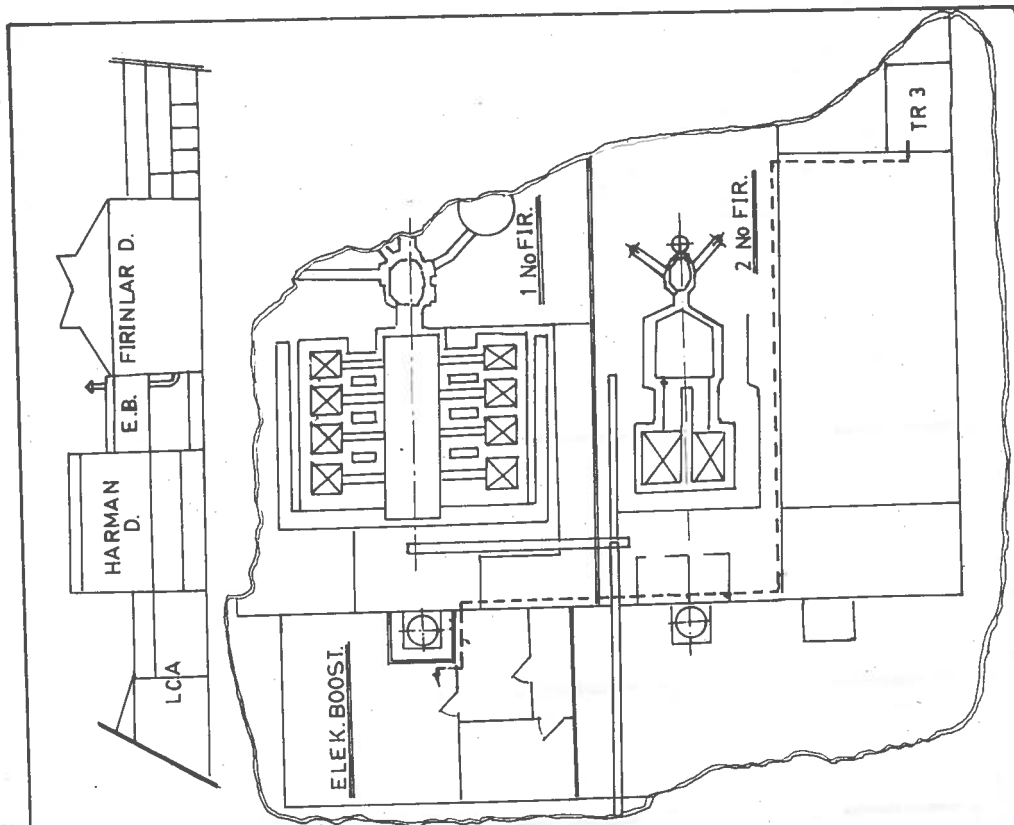 LCA
HARMAN
D.
E.B.
FIRINLAR D.
ELEK.BOOST.
1 No FIR.
2 No FIR.
TR 3